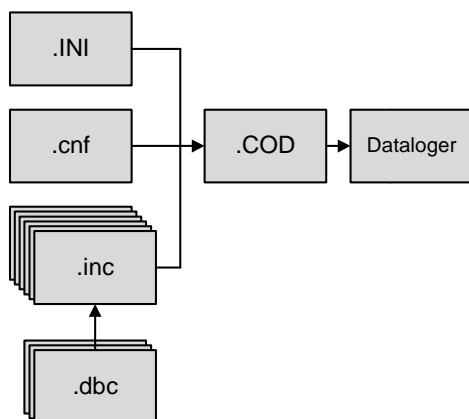 .INI
.cnf
.COD
Dataloger
.inc
.dbc